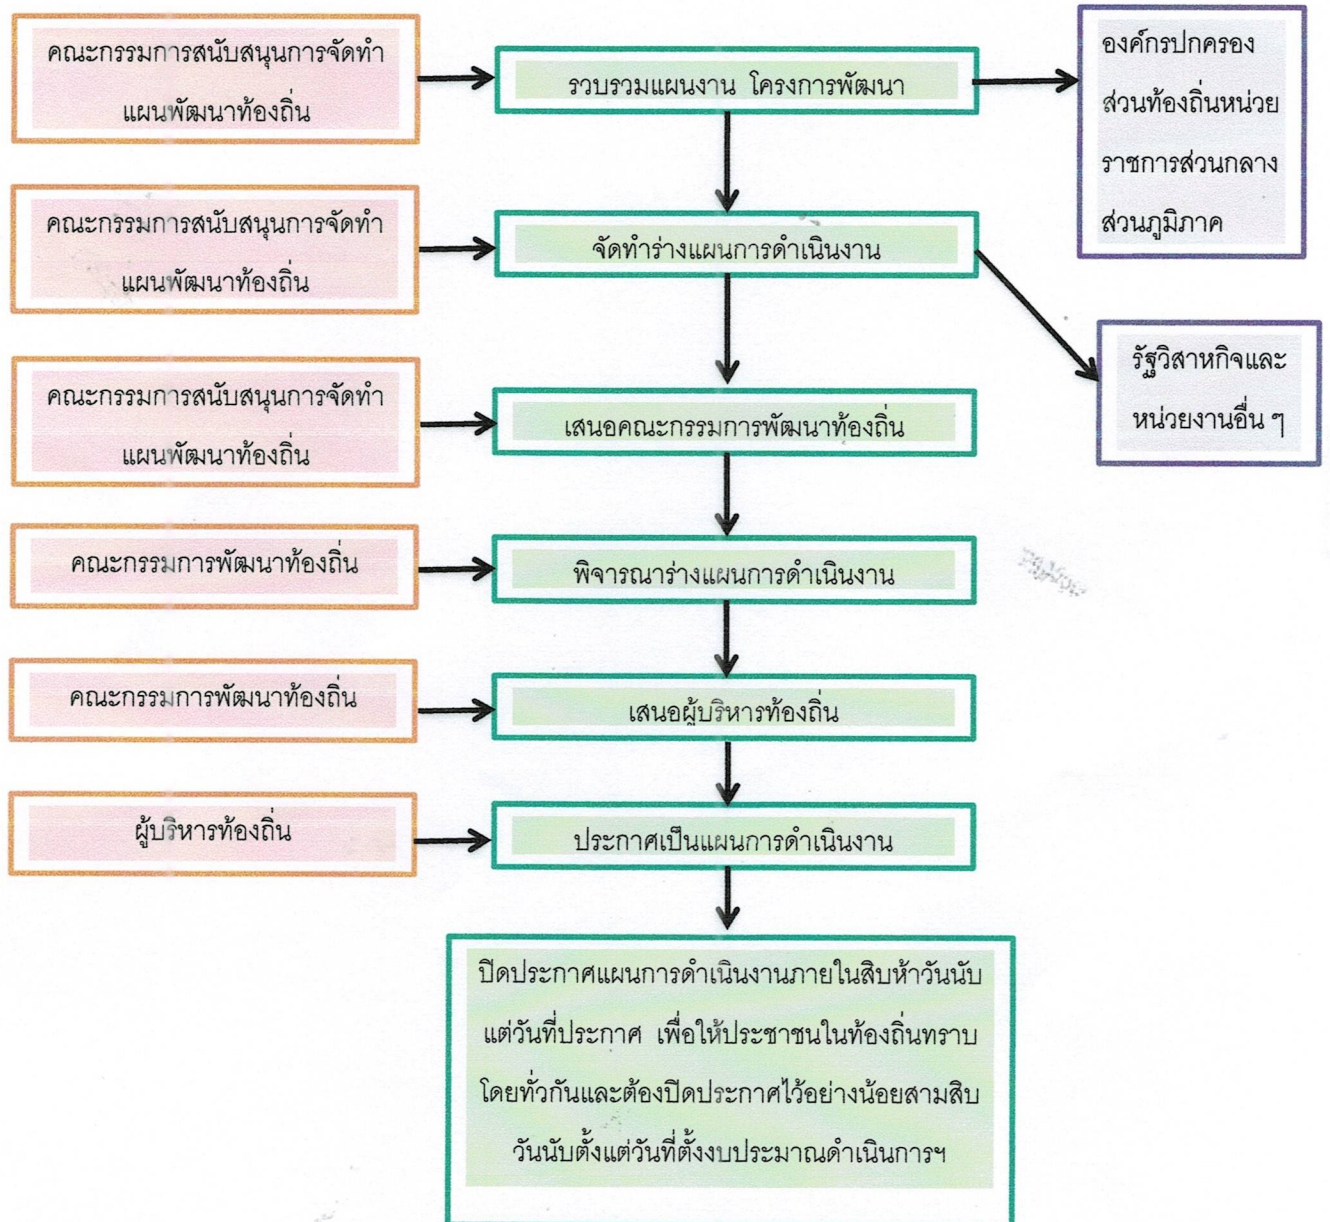 คณะกรรมการสนับสนุนการจัดทำ
แผนพัฒนาท้องถิ่น
รวบรวมแผนงาน โครงการพัฒนา
องค์กรปกครอง
ส่วนท้องถิ่นหน่วย
ราชการส่วนกลาง
ส่วนภูมิภาค
คณะกรรมการสนับสนุนการจัดทำ
แผนพัฒนาท้องถิ่น
จัดทำร่างแผนการดำเนินงาน
รัฐวิสาหกิจและ
หน่วยงานอื่น ๆ
คณะกรรมการสนับสนุนการจัดทำ
แผนพัฒนาท้องถิ่น
เสนอคณะกรรมการพัฒนาท้องถิ่น
คณะกรรมการพัฒนาท้องถิ่น
พิจารณาร่างแผนการดำเนินงาน
คณะกรรมการพัฒนาท้องถิ่น
เสนอผู้บริหารท้องถิ่น
ผู้บริหารท้องถิ่น
ประกาศเป็นแผนการดำเนินงาน
ปิดประกาศแผนการดำเนินงานภายในสิบห้าวันนับ
แต่วันที่ประกาศ เพื่อให้ประชาชนในท้องถิ่นทราบ
โดยทั่วกันและต้องปิดประกาศไว้อย่างน้อยสามสิบ
วันนับตั้งแต่วันที่ตั้งงบประมาณดำเนินการฯ